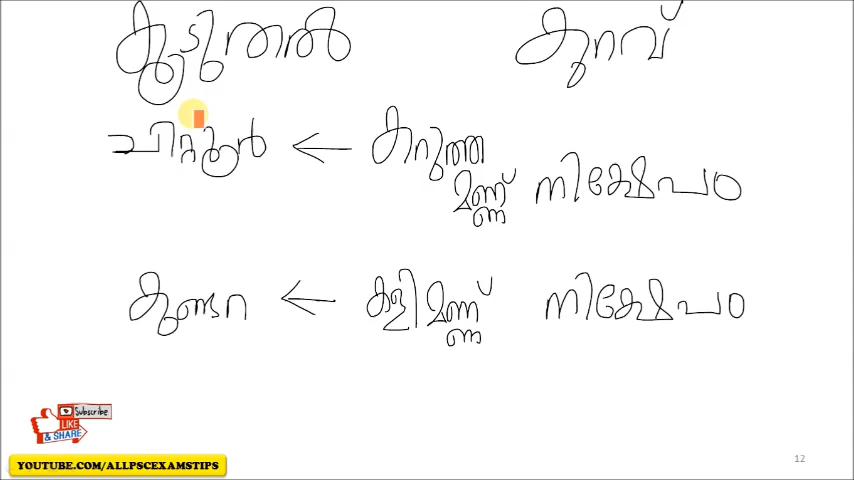 കൂടുതൽ കുറവ്
ചിറ്റൂർ ← കറുത്ത മണ്ണ് നിക്ഷേപം
കുണ്ടറ ← കളിമണ്ണ് നിക്ഷേപം
Subscribe
LIKE
& SHARE
YOUTUBE.COM/ALLPSCEXAMSTIPS
12